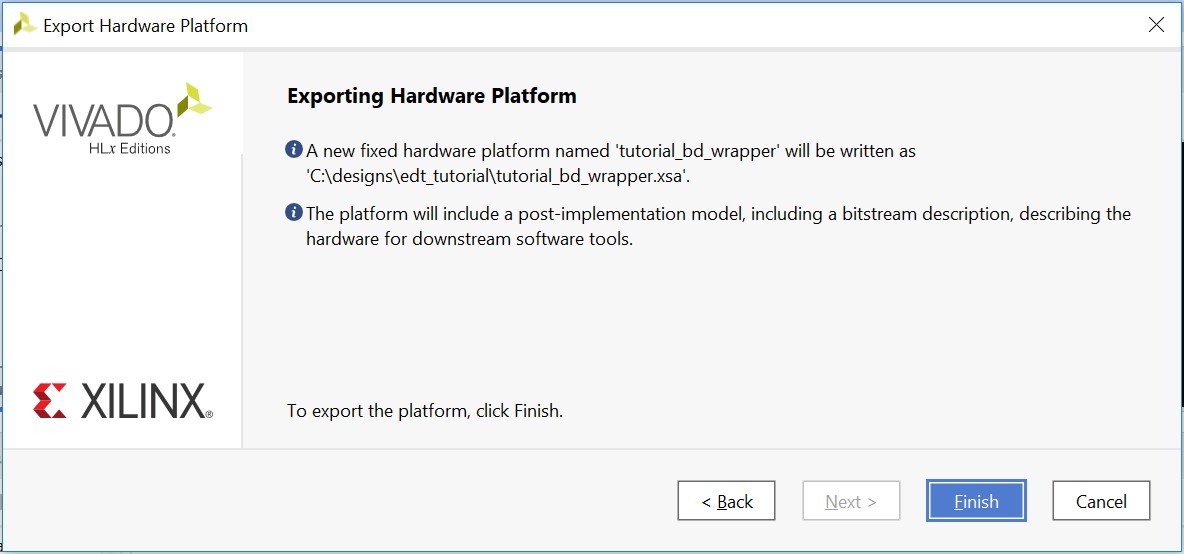 Export Hardware Platform
VIVADO.
HLx Editions
Exporting Hardware Platform
A new fixed hardware platform named 'tutorial_bd_wrapper' will be written as
'C:\designs\edt_tutorial\tutorial_bd_wrapper.xsa'.
The platform will include a post-implementation model, including a bitstream description, describing the
hardware for downstream software tools.
XILINX®
To export the platform, click Finish.
< Back
Next >
Finish
Cancel